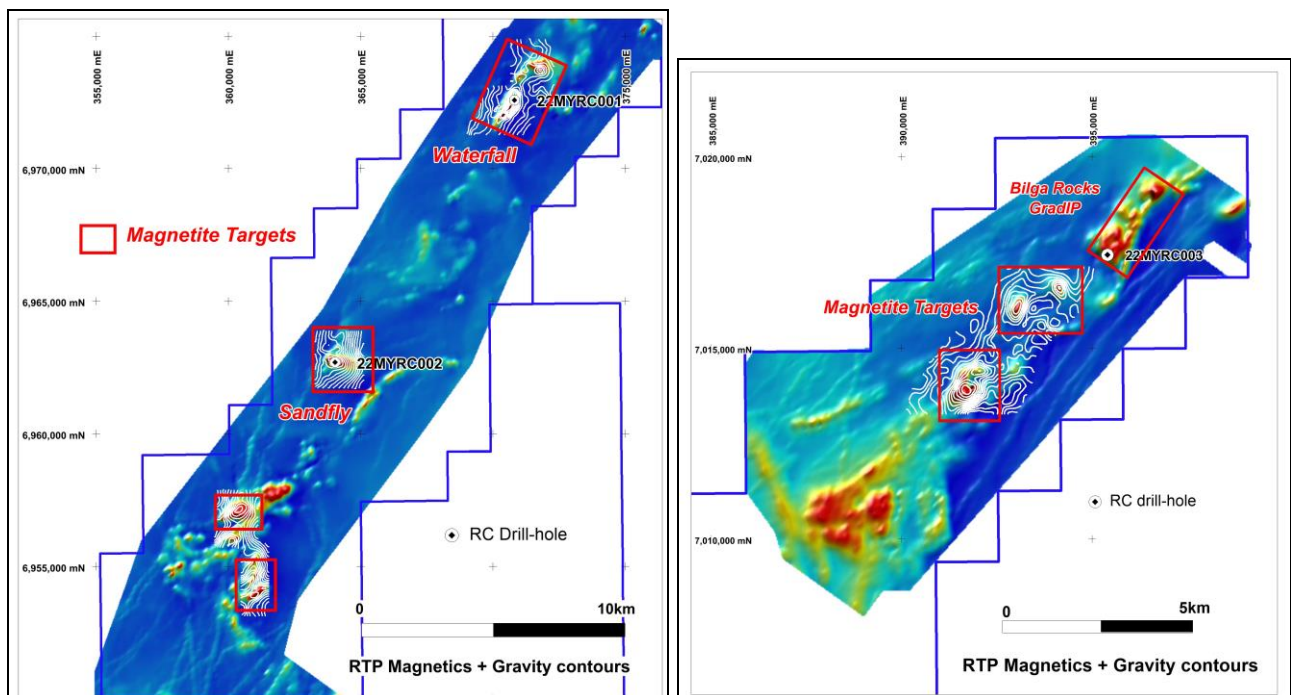 355,000 mE
360,000 mE
365,000 mE
375,000 mE
22MYRC001
Waterfall
6,970,000 mN
Magnetite Targets
6,965,000 mN
22MYRC002
Sandfly
6,960,000 mN
RC Drill-hole
6,955,000 mN
0
10km
RTP Magnetics + Gravity contours
385,000 mE
390,000 mE
395,000 mE
7,020,000 mN
Bilga Rocks
GradIP
22MYRC003
Magnetite Targets
7,015,000 mN
RC Drill-hole
7,010,000 mN
0
5km
RTP Magnetics + Gravity contours